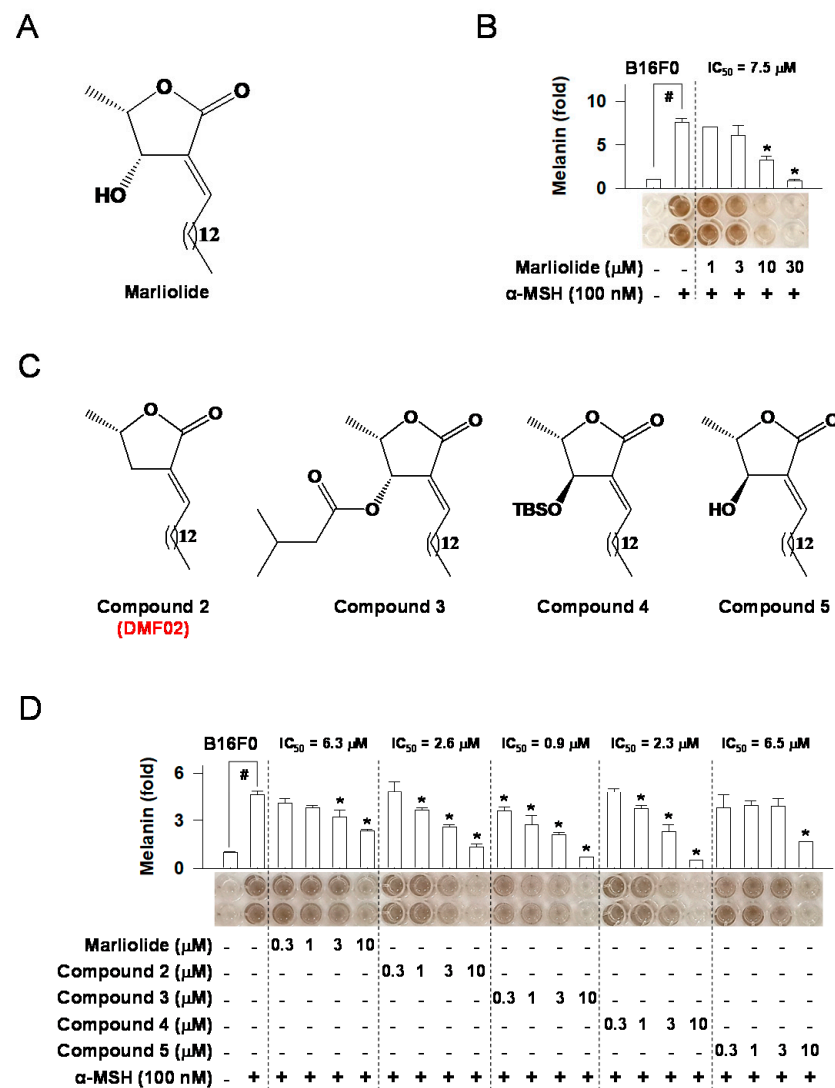 A
O
O
HO
12
Marliolide
B
B16F0
IC50 = 7.5 μM
#
Melanin (fold)
10
5
0
*
*
Marliolide (μM) - - 1 3 10 30
α-MSH (100 nM) - + + + + +
C
O
O
12
Compound 2
(DMF02)
O
O
O
O
12
Compound 3
O
O
TBSO
12
Compound 4
O
O
HO
12
Compound 5
D
B16F0
IC50 = 6.3 μM
IC50 = 2.6 μM
IC50 = 0.9 μM
IC50 = 2.3 μM
IC50 = 6.5 μM
#
Melanin (fold)
6
3
0
* * * * * * * * * * * * *
Marliolide (μM) - - 0.3 1 3 10 - - - - - - - - - - - - - - - -
Compound 2 (μM) - - - - - - 0.3 1 3 10 - - - - - - - - - - - -
Compound 3 (μM) - - - - - - - - - - 0.3 1 3 10 - - - - - - - -
Compound 4 (μM) - - - - - - - - - - - - - - 0.3 1 3 10 - - - -
Compound 5 (μM) - - - - - - - - - - - - - - - - - - 0.3 1 3 10
α-MSH (100 nM) - + + + + + + + + + + + + + + + + + + + + +